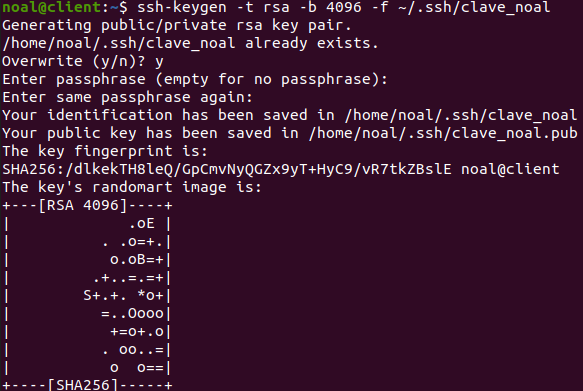 noal@client:~$ ssh-keygen -t rsa -b 4096 -f ~/.ssh/clave_noal
Generating public/private rsa key pair.
/home/noal/.ssh/clave_noal already exists.
Overwrite (y/n)? y
Enter passphrase (empty for no passphrase):
Enter same passphrase again:
Your identification has been saved in /home/noal/.ssh/clave_noal
Your public key has been saved in /home/noal/.ssh/clave_noal.pub
The key fingerprint is:
SHA256:/dlkekTH8leQ/GpCmvNyQGZx9yT+HyC9/vR7tkZBslE noal@client
The key's randomart image is:
+---[RSA 4096]----+
|             .oE |
|          . .o=+.|
|           o.oB=+|
|         .+..=.=+|
|        S+.+. *o+|
|          =..Oooo|
|           +=o+.o|
|          . oo..=|
|           o  o==|
+----[SHA256]-----+